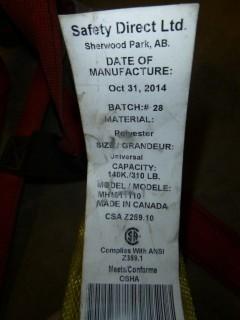 Safety Direct Ltd.
Sherwood Park, AB.
DATE OF
MANUFACTURE:
Oct 31, 2014
BATCH:# 28
MATERIAL:
Polyester
SIZE / GRANDEUR:
Universal
CAPACITY:
140K./310 LB.
MODEL / MODELE:
MADE IN CANADA
CSA Z259.10
Complies With ANSI
Z359.1
Meets/Conforme
OSHA